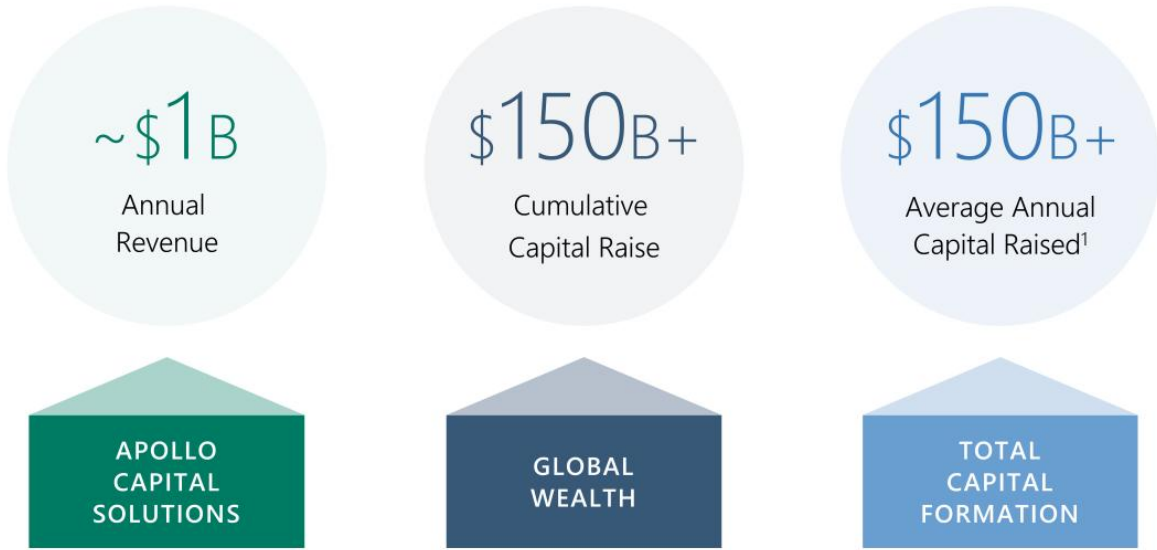 ~$1B
Annual
Revenue
$150B+
Cumulative
Capital Raise
$150B+
Average Annual
Capital Raised¹
APOLLO
CAPITAL
SOLUTIONS
GLOBAL
WEALTH
TOTAL
CAPITAL
FORMATION